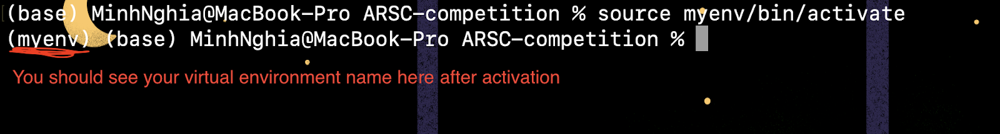 (base) MinhNghia@MacBook-Pro ARSC-competition % source myenv/bin/activate
(myenv) (base) MinhNghia@MacBook-Pro ARSC-competition %
You should see your virtual environment name here after activation